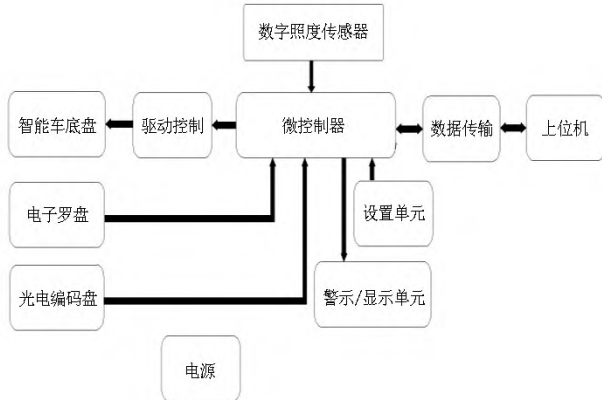 数字照度传感器
智能车底盘
驱动控制
微控制器
数据传输
上位机
电子罗盘
设置单元
光电编码盘
警示/显示单元
电源